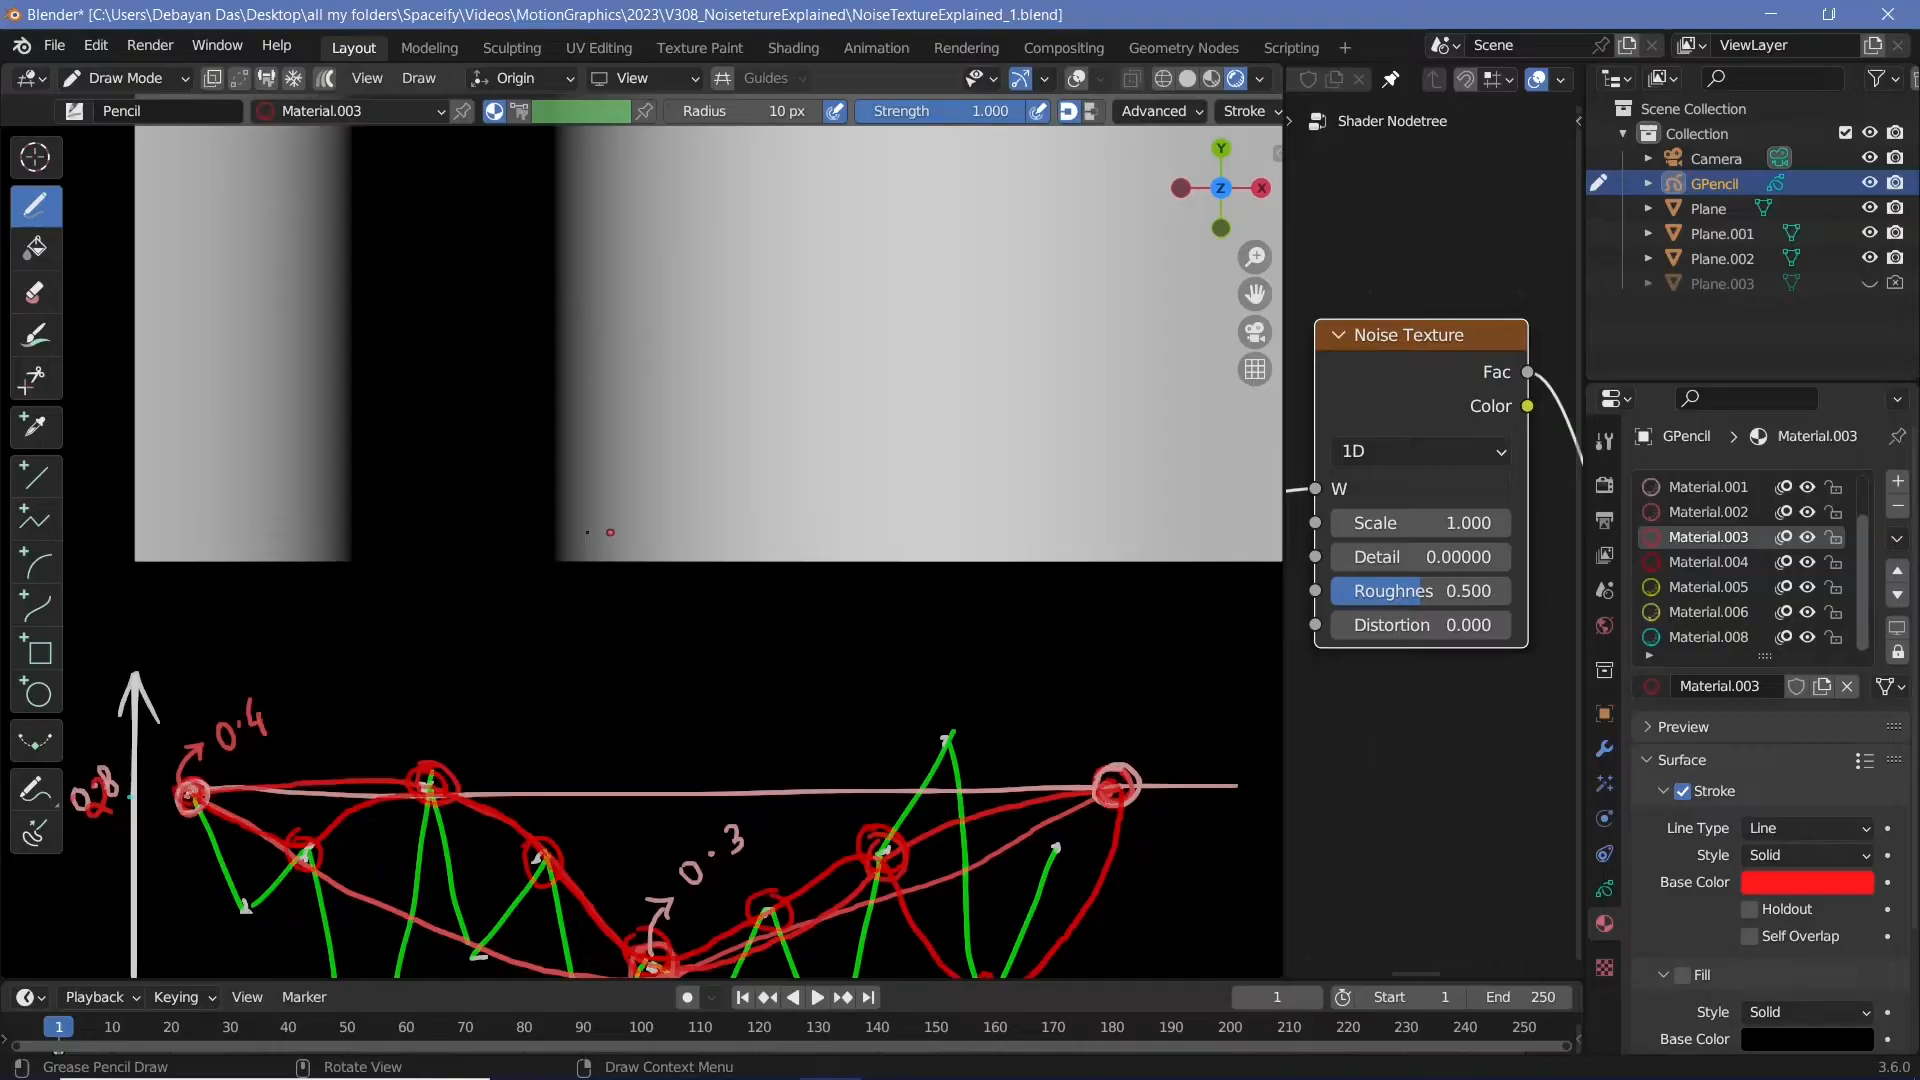 Blender* [C:\Users\Debayan Das\Desktop\all my folders\Spaceify\Videos\MotionGraphics\2023\V308_NoisetetureExplained\NoiseTextureExplained_1.blend]
File Edit Render Window Help Layout Modeling Sculpting UV Editing Texture Paint Shading Animation Rendering Compositing Geometry Nodes Scripting + Scene ViewLayer
Draw Mode View Draw Origin View Guides
Pencil Material.003 Radius 10 px Strength 1.000 Advanced Stroke
Shader Nodetree
Scene Collection
Collection
Camera
GPencil
Plane
Plane.001
Plane.002
Plane.003
Y
Z X
Noise Texture
Fac
Color
1D
W
Scale 1.000
Detail 0.00000
Roughnes 0.500
Distortion 0.000
GPencil > Material.003
Material.001
Material.002
Material.003
Material.004
Material.005
Material.006
Material.008
Material.003
Preview
Surface
Stroke
Line Type Line
Style Solid
Base Color
Holdout
Self Overlap
Fill
Style Solid
Base Color
0.4
0.3
Playback Keying View Marker 1 Start 1 End 250
1 10 20 30 40 50 60 70 80 90 100 110 120 130 140 150 160 170 180 190 200 210 220 230 240 250
Grease Pencil Draw Rotate View Draw Context Menu 3.6.0